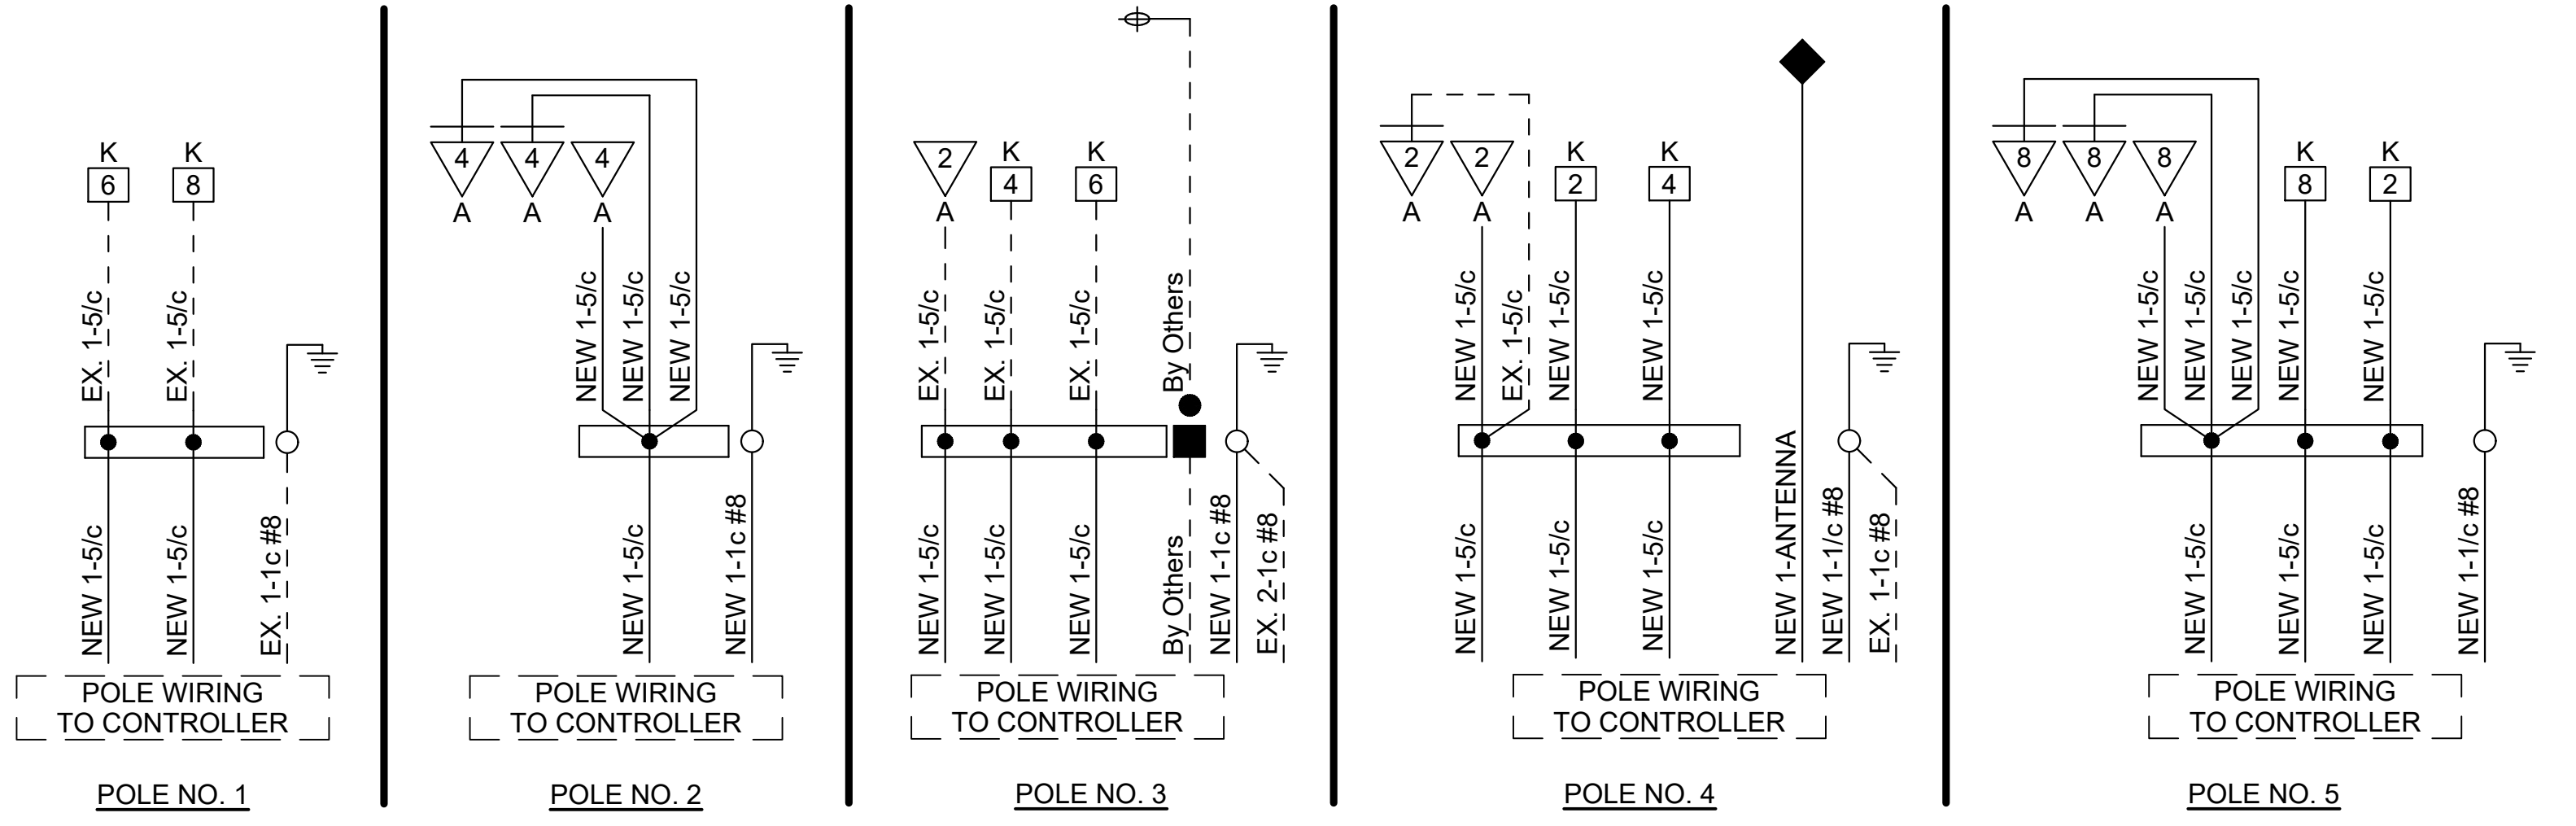 K K
6 8
EX. 1-5/c
EX. 1-5/c
NEW 1-5/c
NEW 1-5/c
EX. 1-1c #8
POLE WIRING
TO CONTROLLER
POLE NO. 1
4 4 4
A A A
NEW 1-5/c
NEW 1-5/c
NEW 1-5/c
NEW 1-5/c
NEW 1-1c #8
POLE WIRING
TO CONTROLLER
POLE NO. 2
K K
2 4 6
A
EX. 1-5/c
EX. 1-5/c
EX. 1-5/c
By Others
NEW 1-5/c
NEW 1-5/c
NEW 1-5/c
By Others
NEW 1-1c #8
EX. 2-1c #8
POLE WIRING
TO CONTROLLER
POLE NO. 3
K K
2 2 2 4
A A
NEW 1-5/c
EX. 1-5/c
NEW 1-5/c
NEW 1-5/c
NEW 1-5/c
NEW 1-5/c
NEW 1-5/c
NEW 1-ANTENNA
NEW 1-1/c #8
EX. 1-1c #8
POLE WIRING
TO CONTROLLER
POLE NO. 4
K K
8 8 8 8 2
A A A
NEW 1-5/c
NEW 1-5/c
NEW 1-5/c
NEW 1-5/c
NEW 1-5/c
NEW 1-5/c
NEW 1-5/c
NEW 1-5/c
NEW 1-1/c #8
POLE WIRING
TO CONTROLLER
POLE NO. 5